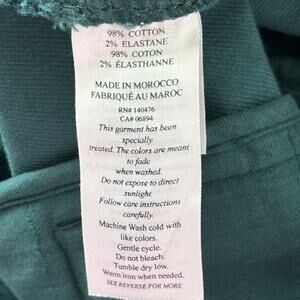 98% COTTON
2% ELASTANE
98% COTON
2% ÉLASTHANNE
MADE IN MOROCCO
FABRIQUÉ AU MAROC
RN# 140476
CA# 06894
This garment has been
specially
treated. The colors are meant
to fade
when washed.
Do not expose to direct
sunlight.
Follow care instructions
carefully.
Machine Wash cold with
like colors.
Gentle cycle.
Do not bleach.
Tumble dry low.
Warm iron when needed.
SEE REVERSE FOR MORE